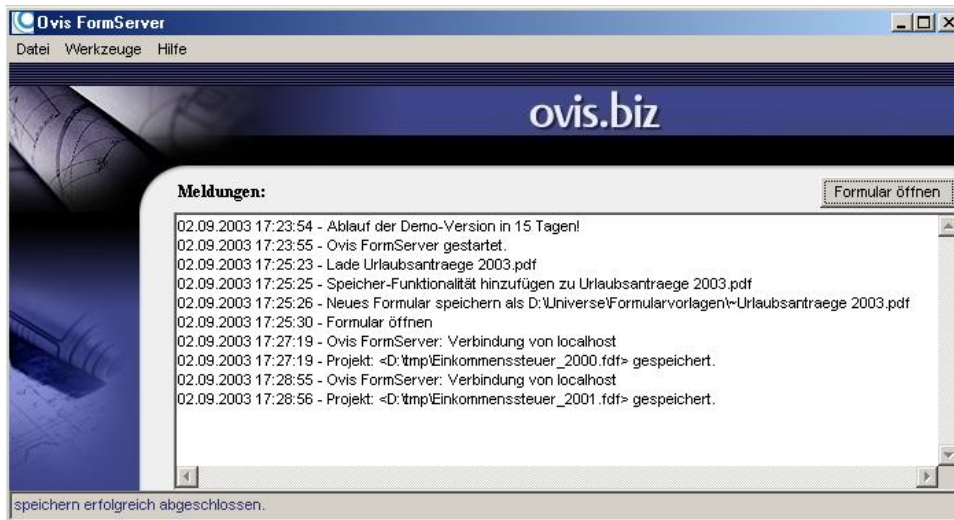 Ovis FormServer
Datei Werkzeuge Hilfe
ovis.biz
Meldungen:
Formular öffnen
02.09.2003 17:23:54 - Ablauf der Demo-Version in 15 Tagen!
02.09.2003 17:23:55 - Ovis FormServer gestartet.
02.09.2003 17:25:23 - Lade Urlaubsantraege 2003.pdf
02.09.2003 17:25:25 - Speicher-Funktionalität hinzufügen zu Urlaubsantraege 2003.pdf
02.09.2003 17:25:26 - Neues Formular speichern als D:\Universe\Formularvorlagen\~Urlaubsantraege 2003.pdf
02.09.2003 17:25:30 - Formular öffnen
02.09.2003 17:27:19 - Ovis FormServer: Verbindung von localhost
02.09.2003 17:27:19 - Projekt: <D:\tmp\Einkommenssteuer_2000.fdf> gespeichert.
02.09.2003 17:28:55 - Ovis FormServer: Verbindung von localhost
02.09.2003 17:28:56 - Projekt: <D:\tmp\Einkommenssteuer_2001.fdf> gespeichert.
speichern erfolgreich abgeschlossen.